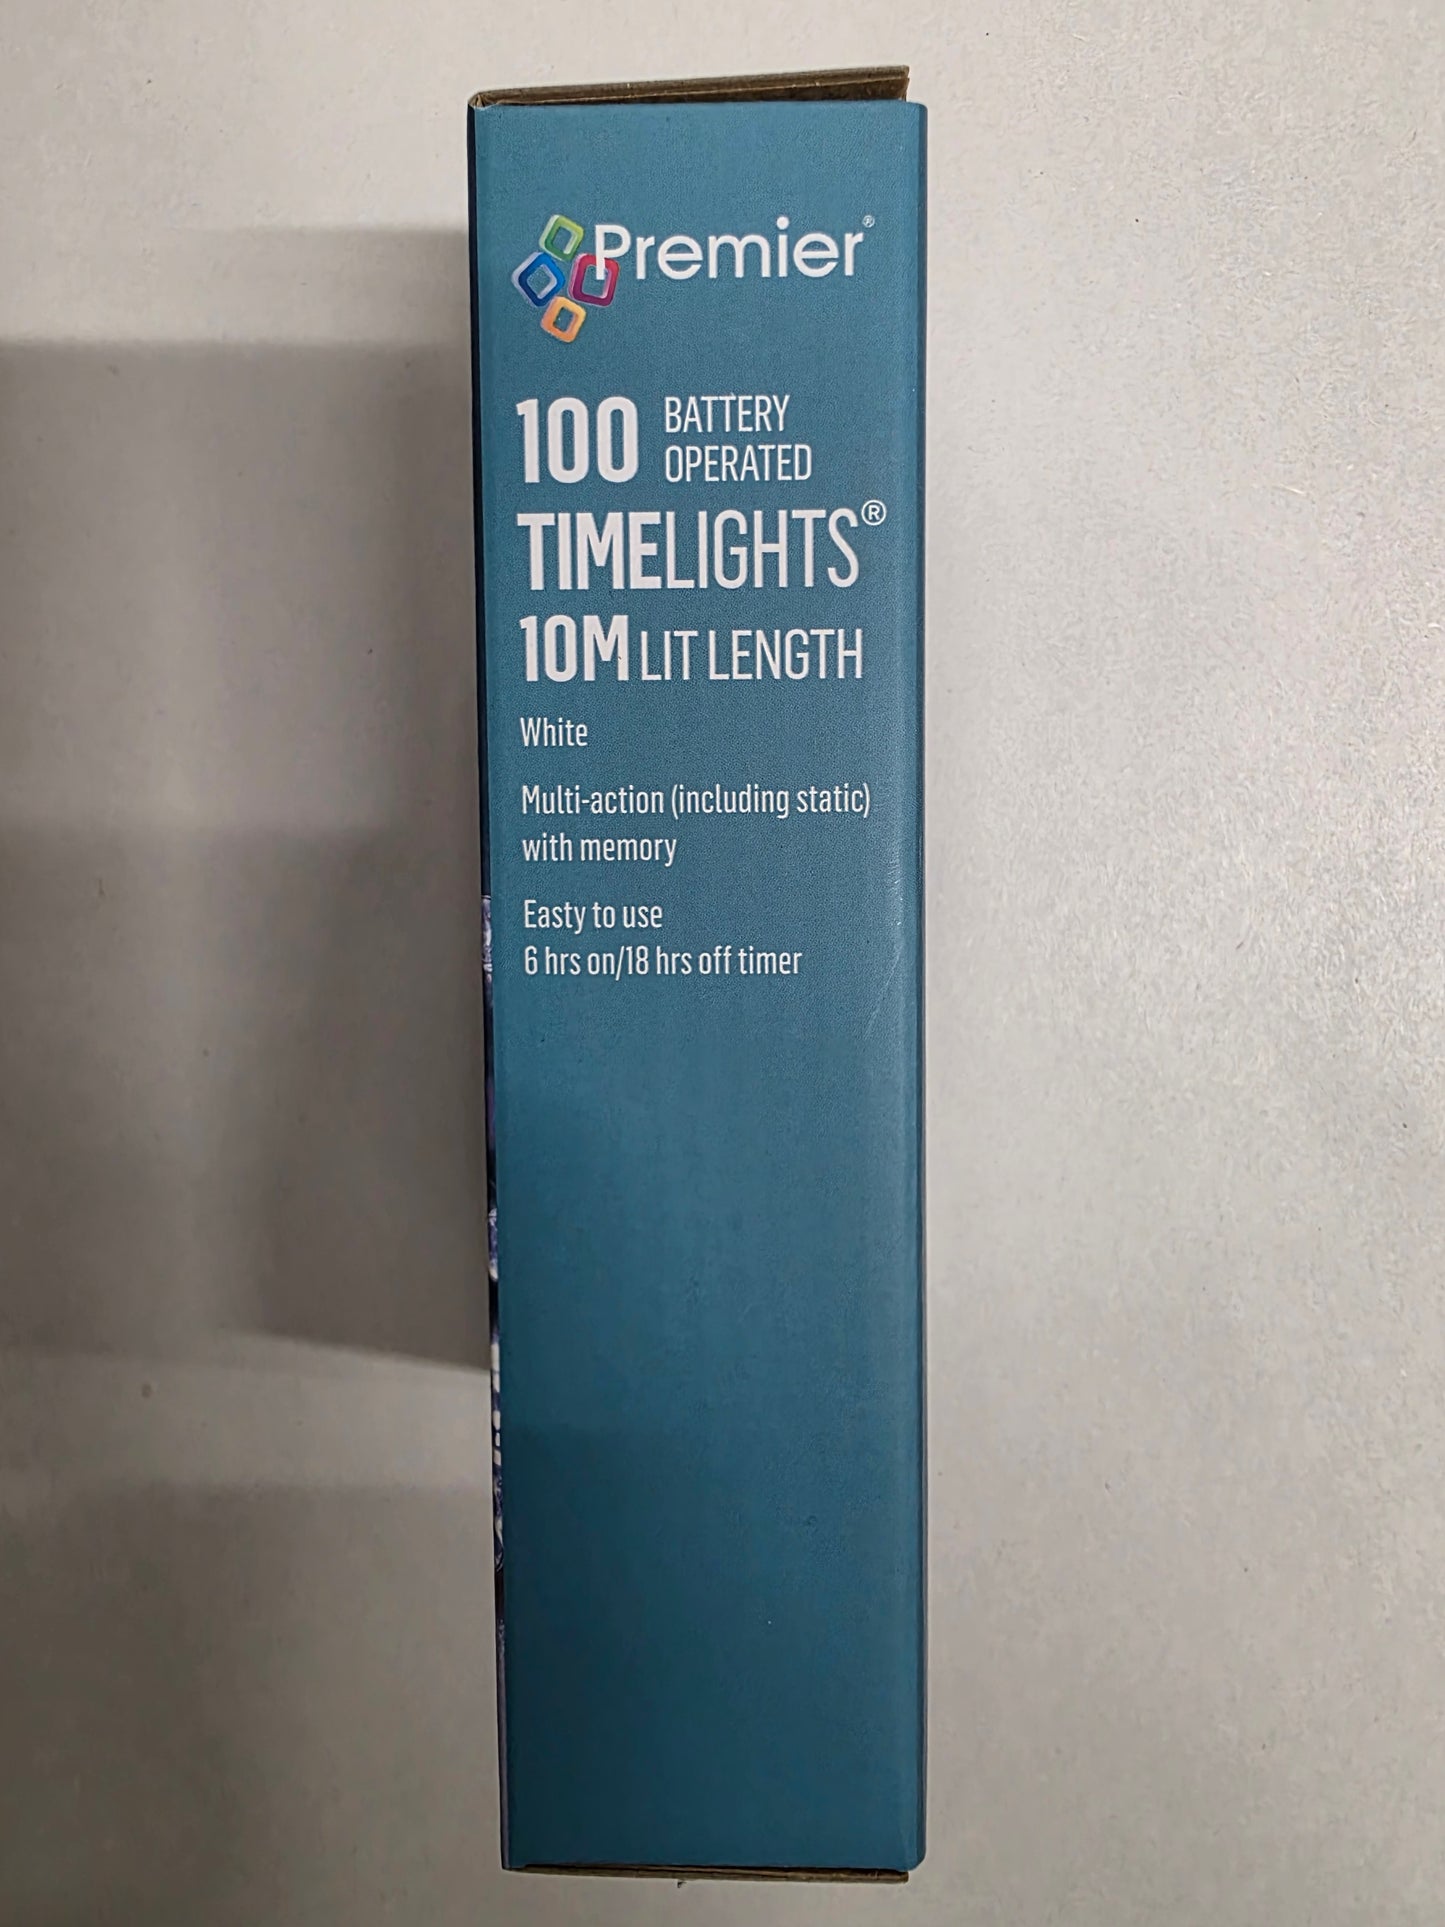 Premier®
100 BATTERY
OPERATED
TIMELIGHTS®
10M LIT LENGTH
White
Multi-action (including static)
with memory
Easty to use
6 hrs on/18 hrs off timer